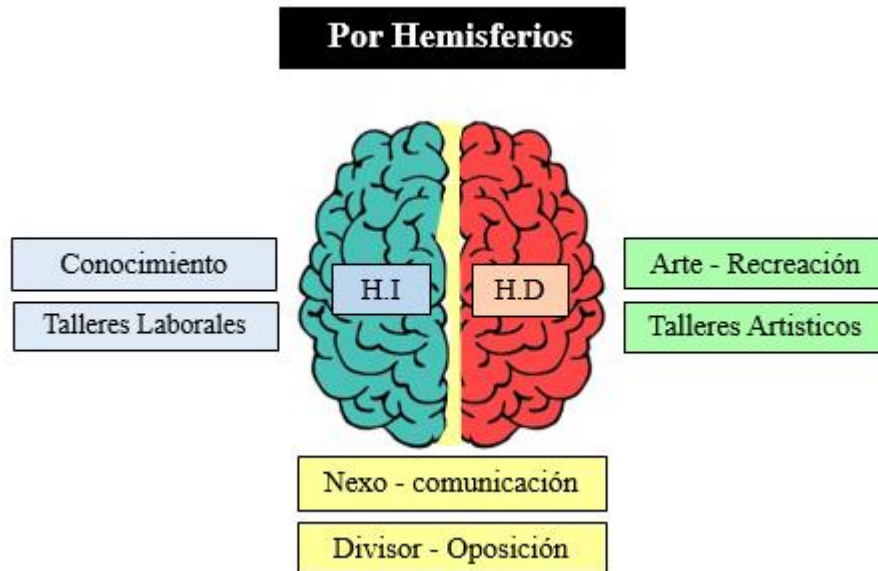 Por Hemisferios
Conocimiento
Talleres Laborales
H.I
H.D
Arte - Recreación
Talleres Artisticos
Nexo - comunicación
Divisor - Oposición